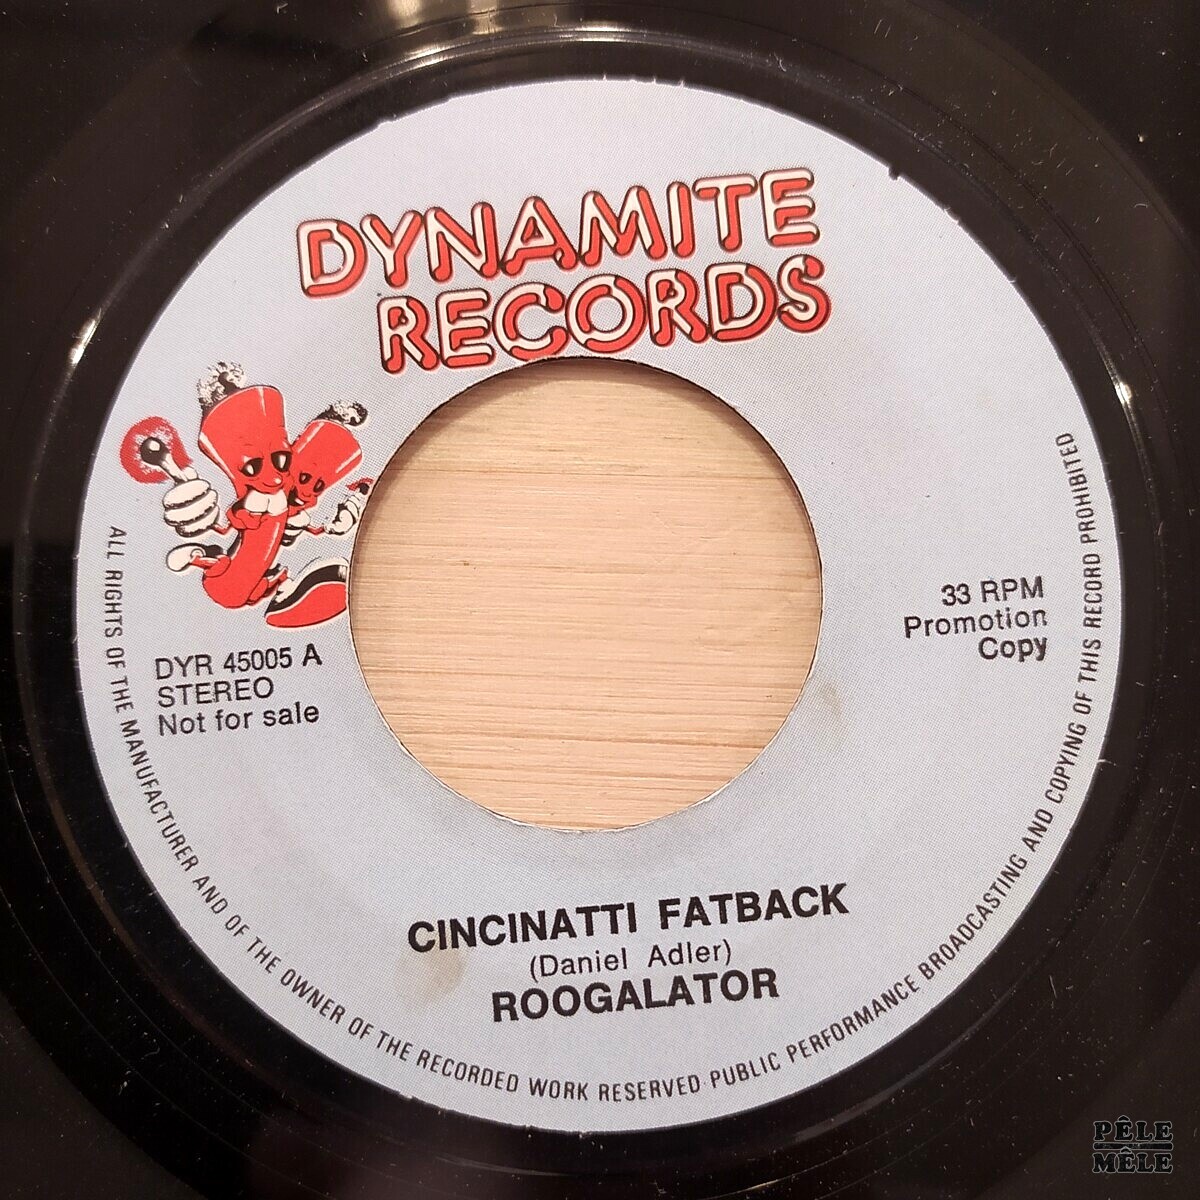 DYNAMITE
RECORDS
33 RPM
Promotion
Copy
DYR 45005 A
STEREO
Not for sale
CINCINATTI FATBACK
(Daniel Adler)
ROOGALATOR
ALL RIGHTS OF THE MANUFACTURER AND OF THE OWNER OF THE RECORDED WORK RESERVED PUBLIC PERFORMANCE BROADCASTING AND COPYING OF THIS RECORD PROHIBITED
PÊLE
MÊLE